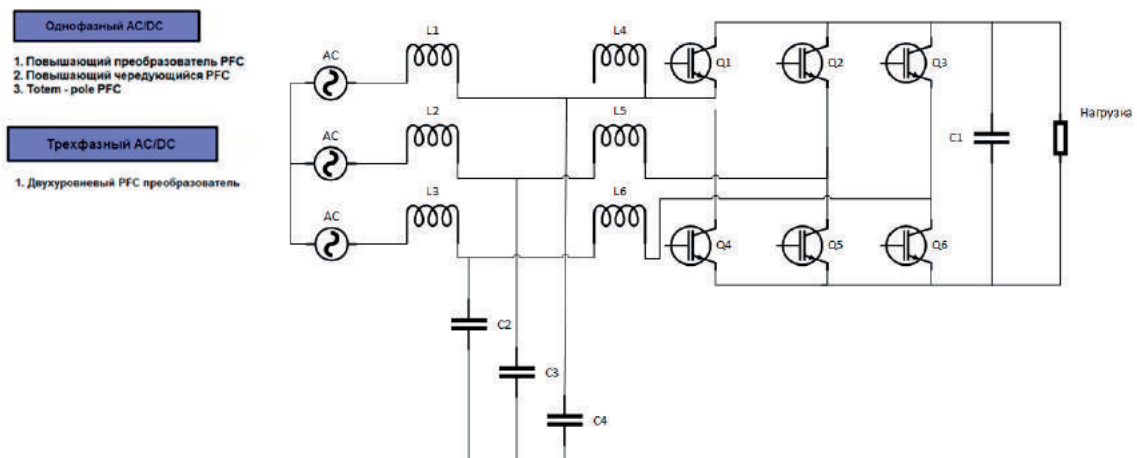 Однофазный AC/DC
1. Повышающий преобразователь PFC
2. Повышающий чередующийся PFC
3. Totem - pole PFC
Трехфазный AC/DC
1. Двухуровневый PFC преобразователь
AC
L1
L4
Q1
Q2
Q3
AC
L2
L5
C1
Нагрузка
AC
L3
L6
Q4
Q5
Q6
C2
C3
C4